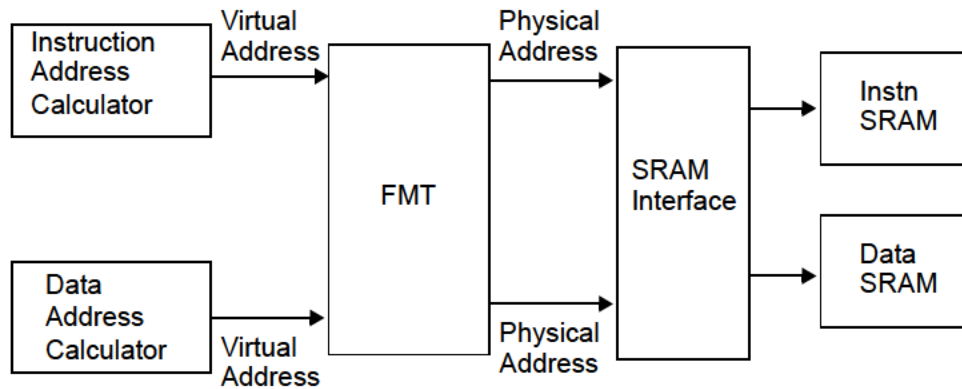 Instruction
Address
Calculator
Virtual
Address
FMT
Physical
Address
SRAM
Interface
Instn
SRAM
Data
Address
Calculator
Virtual
Address
Physical
Address
Data
SRAM